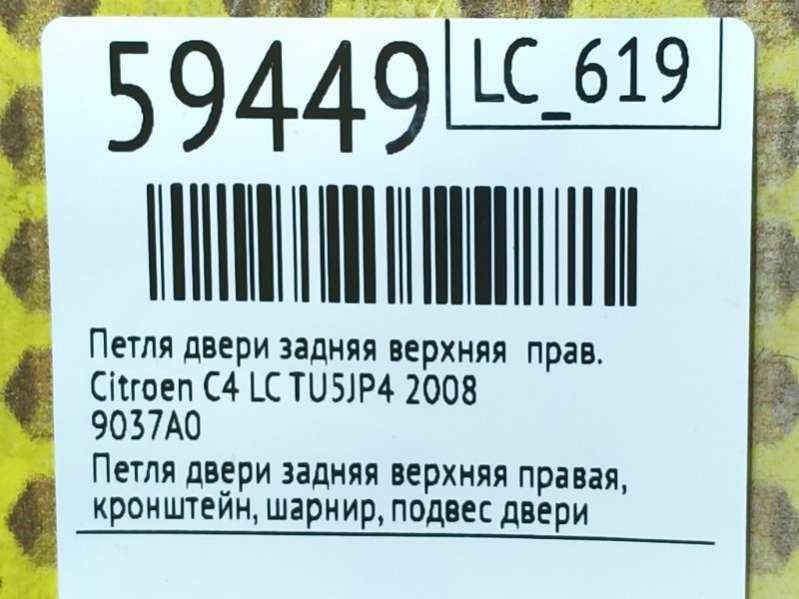 59449
LC_619
Петля двери задняя верхняя прав.
Citroen C4 LC TU5JP4 2008
9037A0
Петля двери задняя верхняя правая,
кронштейн, шарнир, подвес двери